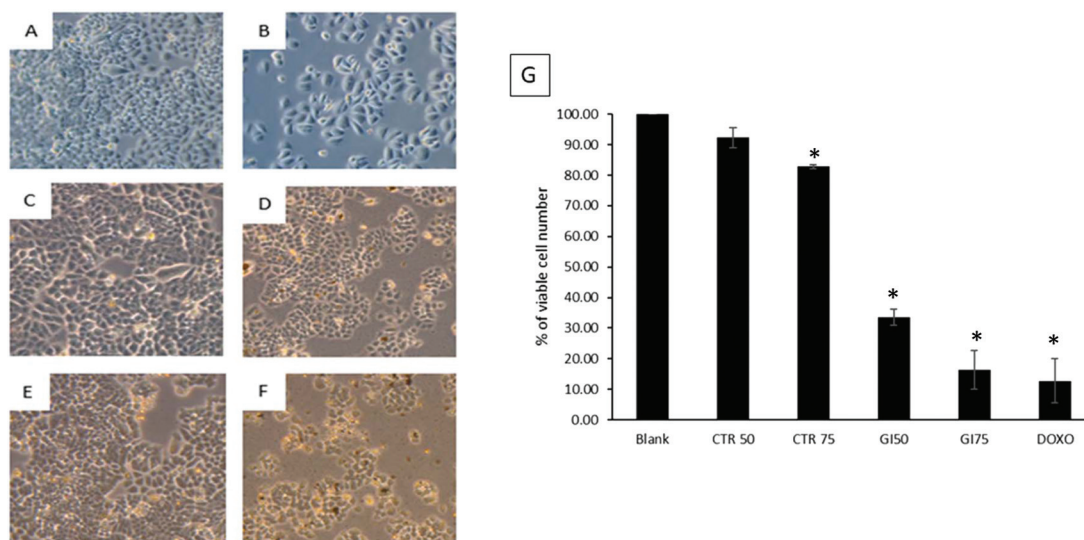 A
B
C
D
E
F
G
% of viable cell number
100.00
90.00
80.00
70.00
60.00
50.00
40.00
30.00
20.00
10.00
0.00
*
*
*
*
Blank
CTR 50
CTR 75
GI50
GI75
DOXO